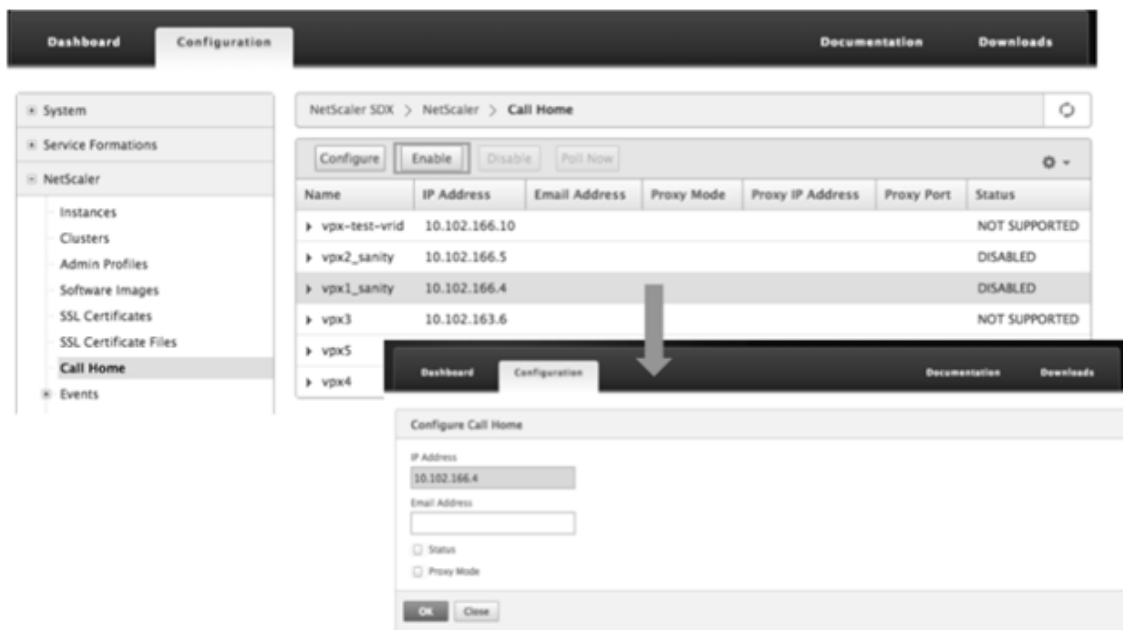 Dashboard Configuration Documentation Downloads
System
Service Formations
NetScaler
Instances
Clusters
Admin Profiles
Software Images
SSL Certificates
SSL Certificate Files
Call Home
Events
NetScaler SDX > NetScaler > Call Home
Configure Enable Disable Poll Now
Name IP Address Email Address Proxy Mode Proxy IP Address Proxy Port Status
vpx-test-vrid 10.102.166.10 NOT SUPPORTED
vpx2_sanity 10.102.166.5 DISABLED
vpx1_sanity 10.102.166.4 DISABLED
vpx3 10.102.163.6 NOT SUPPORTED
vpx5
vpx4
Dashboard Configuration Documentation Downloads
Configure Call Home
IP Address
10.102.166.4
Email Address
Status
Proxy Mode
OK Close